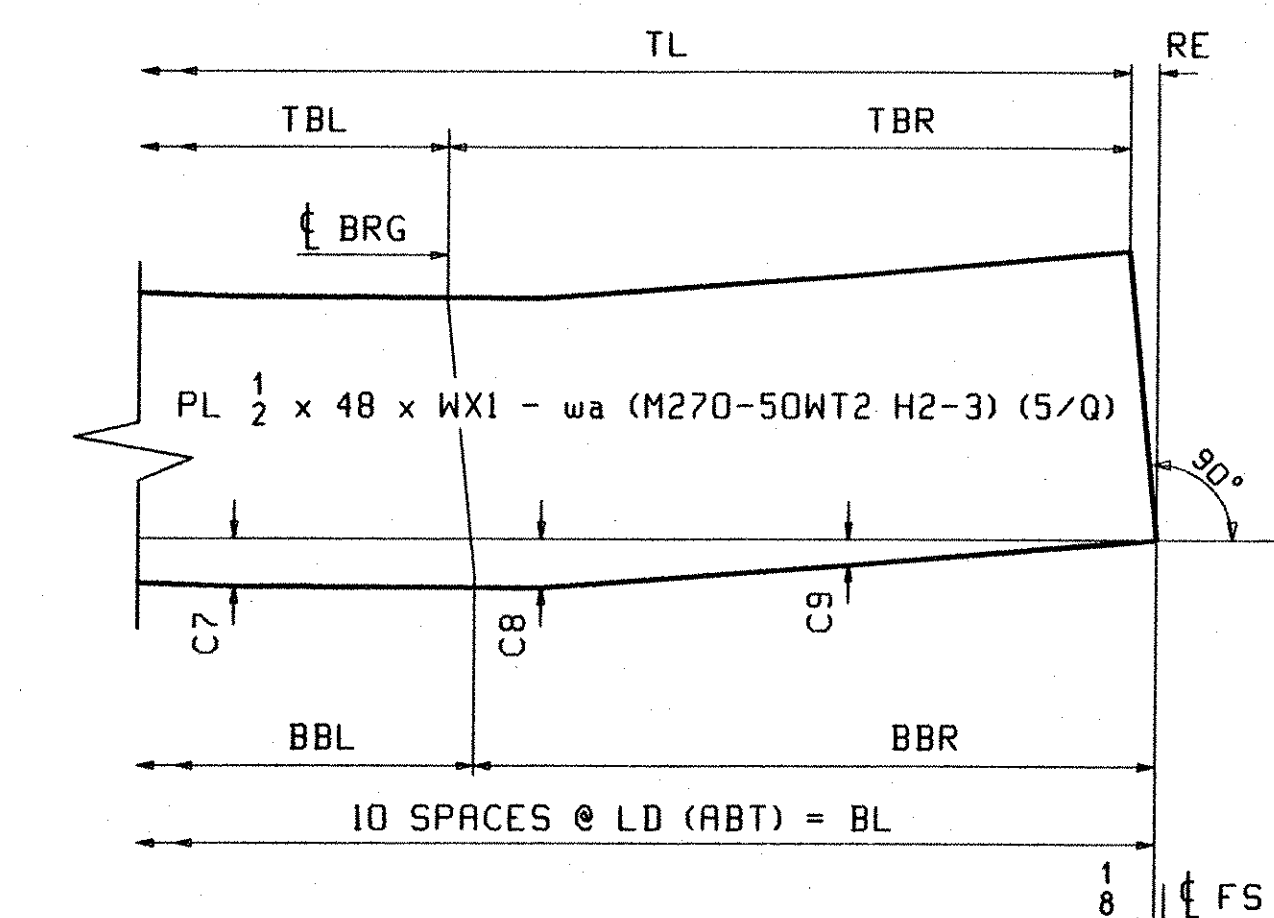 TL RE
TBL TBR
℄ BRG
PL 1/2 x 48 x WX1 - wa (M270-50WT2 H2-3) (5/Q)
90°
C7 C8 C9
BBL BBR
10 SPACES @ LD (ABT) = BL
1/8 ℄ FS